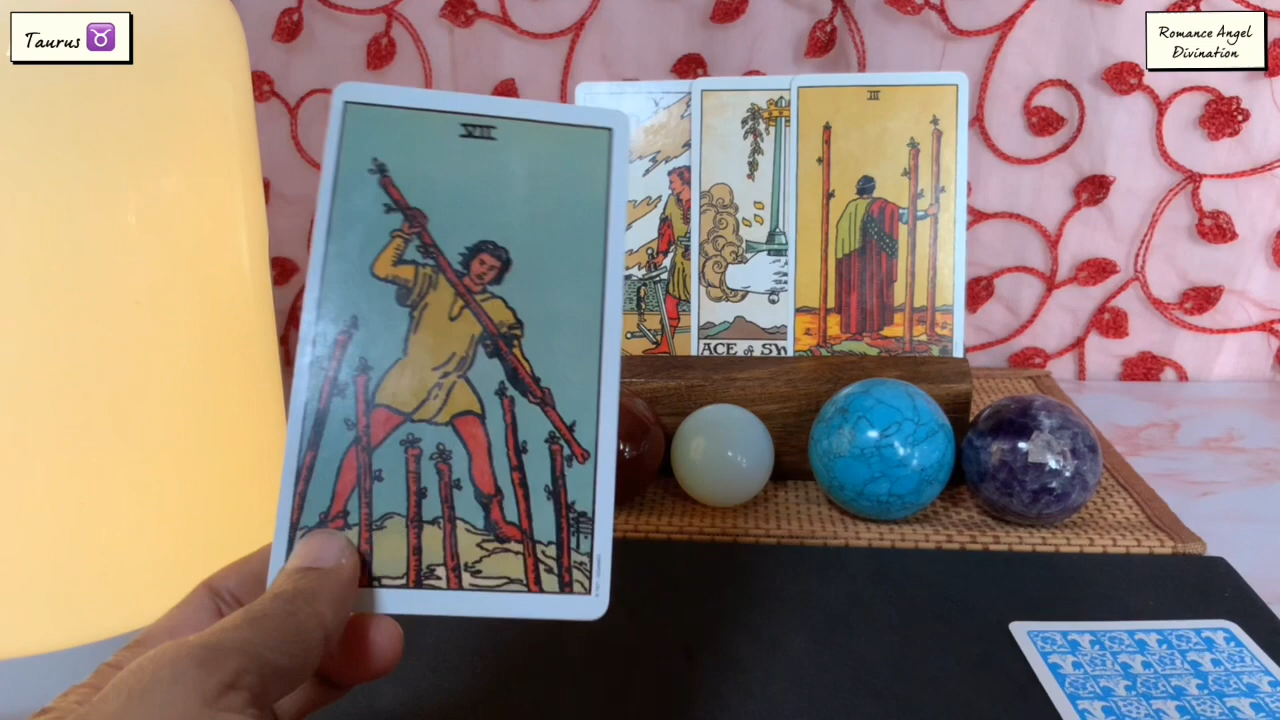 Taurus ♉
Romance Angel
Divination
VII
V
ACE of SW
III